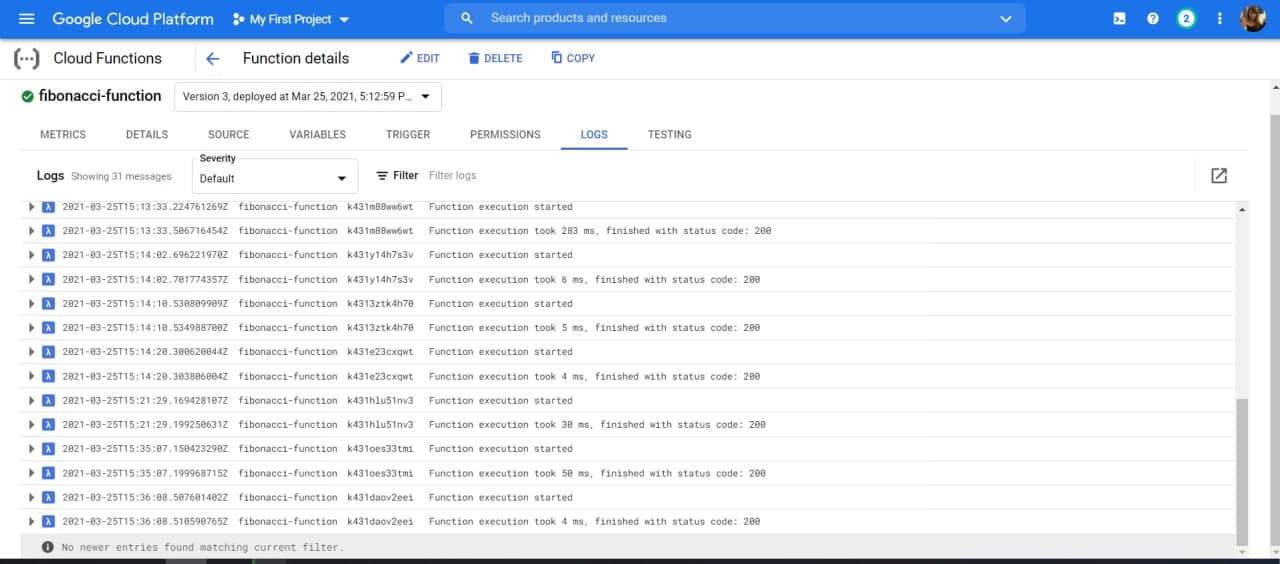 Google Cloud Platform My First Project Search products and resources 2
Cloud Functions Function details EDIT DELETE COPY
fibonacci-function Version 3, deployed at Mar 25, 2021, 5:12:59 P...
METRICS DETAILS SOURCE VARIABLES TRIGGER PERMISSIONS LOGS TESTING
Severity
Logs Showing 31 messages Default Filter Filter logs
2021-03-25T15:13:33.224761269Z fibonacci-function k431m88ww6wt Function execution started
2021-03-25T15:13:33.506716454Z fibonacci-function k431m88ww6wt Function execution took 283 ms, finished with status code: 200
2021-03-25T15:14:02.696221970Z fibonacci-function k431y14h7s3v Function execution started
2021-03-25T15:14:02.701774357Z fibonacci-function k431y14h7s3v Function execution took 6 ms, finished with status code: 200
2021-03-25T15:14:10.530809909Z fibonacci-function k4313ztk4h70 Function execution started
2021-03-25T15:14:10.534988700Z fibonacci-function k4313ztk4h70 Function execution took 5 ms, finished with status code: 200
2021-03-25T15:14:20.300620044Z fibonacci-function k431e23cxqwt Function execution started
2021-03-25T15:14:20.303806004Z fibonacci-function k431e23cxqwt Function execution took 4 ms, finished with status code: 200
2021-03-25T15:21:29.169428107Z fibonacci-function k431hlu51nv3 Function execution started
2021-03-25T15:21:29.199250631Z fibonacci-function k431hlu51nv3 Function execution took 30 ms, finished with status code: 200
2021-03-25T15:35:07.150423290Z fibonacci-function k431oes33tmi Function execution started
2021-03-25T15:35:07.199968715Z fibonacci-function k431oes33tmi Function execution took 50 ms, finished with status code: 200
2021-03-25T15:36:08.507601402Z fibonacci-function k431daov2eei Function execution started
2021-03-25T15:36:08.510590765Z fibonacci-function k431daov2eei Function execution took 4 ms, finished with status code: 200
No newer entries found matching current filter.